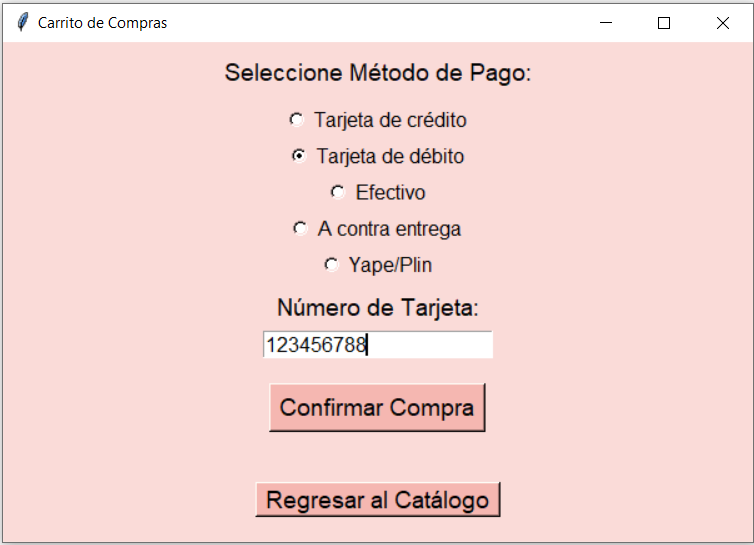 Carrito de Compras
Seleccione Método de Pago:
Tarjeta de crédito
Tarjeta de débito
Efectivo
A contra entrega
Yape/Plin
Número de Tarjeta:
123456788
Confirmar Compra
Regresar al Catálogo